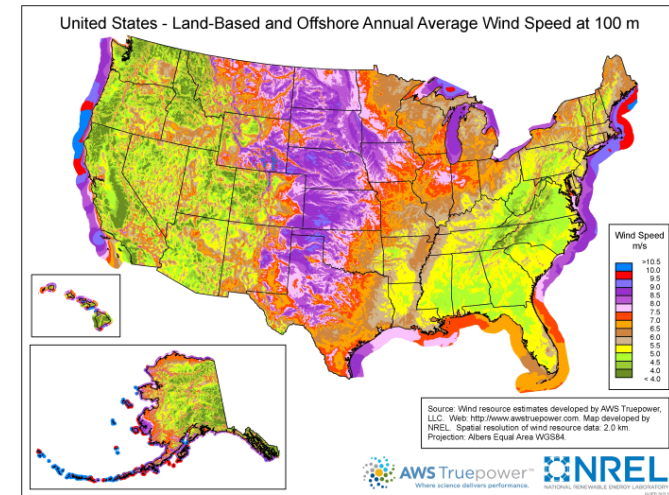 United States - Land-Based and Offshore Annual Average Wind Speed at 100 m
Wind Speed
m/s
>10.5
10.5
10.0
9.5
9.0
8.5
8.0
7.5
7.0
6.5
6.0
5.5
5.0
4.5
4.0
< 4.0
Source: Wind resource estimates developed by AWS Truepower,
LLC. Web: http://www.awstruepower.com. Map developed by
NREL. Spatial resolution of wind resource data: 2.0 km.
Projection: Albers Equal Area WGS84.
AWS Truepower™
Where science delivers performance.
NREL
NATIONAL RENEWABLE ENERGY LABORATORY